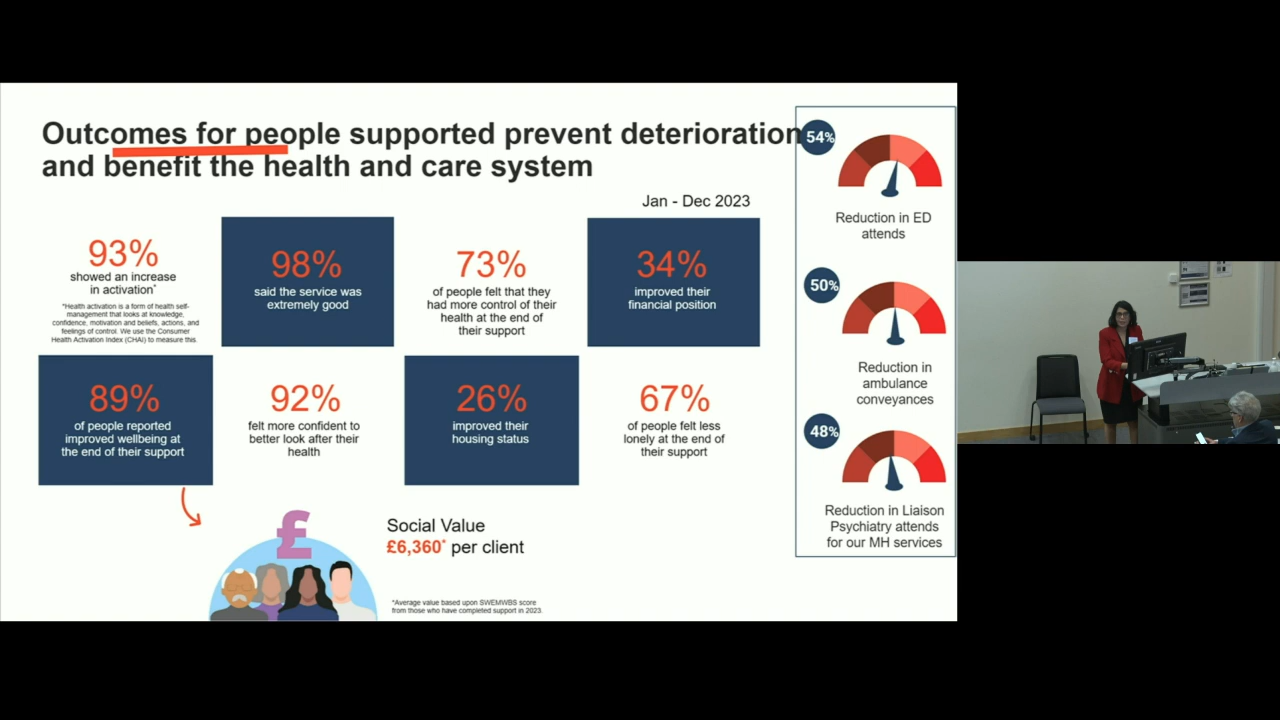 Outcomes for people supported prevent deterioration
and benefit the health and care system
Jan - Dec 2023
93%
showed an increase
in activation*
*Health activation is a form of health self-
management that looks at knowledge,
confidence, motivation and beliefs, actions, and
feelings of control. We use the Consumer
Health Activation Index (CHAI) to measure this
98%
said the service was
extremely good
73%
of people felt that they
had more control of their
health at the end of
their support
34%
improved their
financial position
89%
of people reported
improved wellbeing at
the end of their support
92%
felt more confident to
better look after their
health
26%
improved their
housing status
67%
of people felt less
lonely at the end of
their support
£
Social Value
£6,360* per client
*Average value based upon SWEMWBS score
from those who have completed support in 2023.
54%
Reduction in ED
attends
50%
Reduction in
ambulance
conveyances
48%
Reduction in Liaison
Psychiatry attends
for our MH services